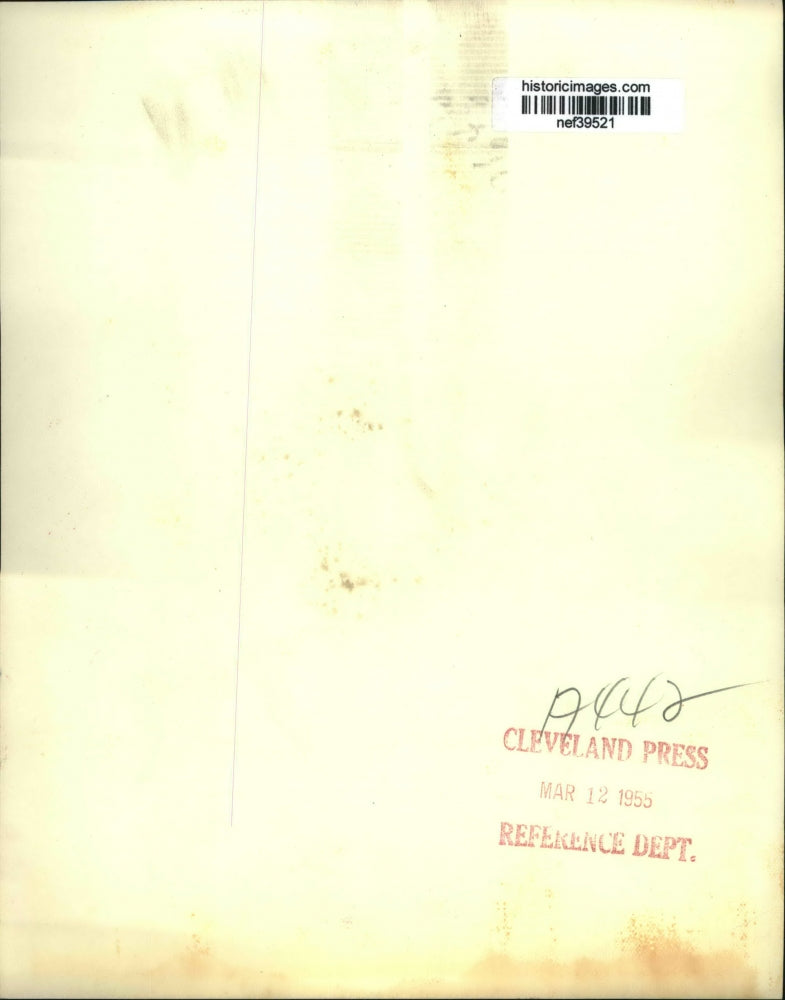 historicimages.com
nef39521
CLEVELAND PRESS
MAR 12 1955
REFERENCE DEPT.